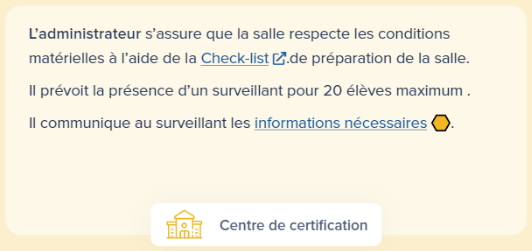 L’administrateur s’assure que la salle respecte les conditions
matérielles à l’aide de la Check-list .de préparation de la salle.
Il prévoit la présence d’un surveillant pour 20 élèves maximum .
Il communique au surveillant les informations nécessaires .
Centre de certification